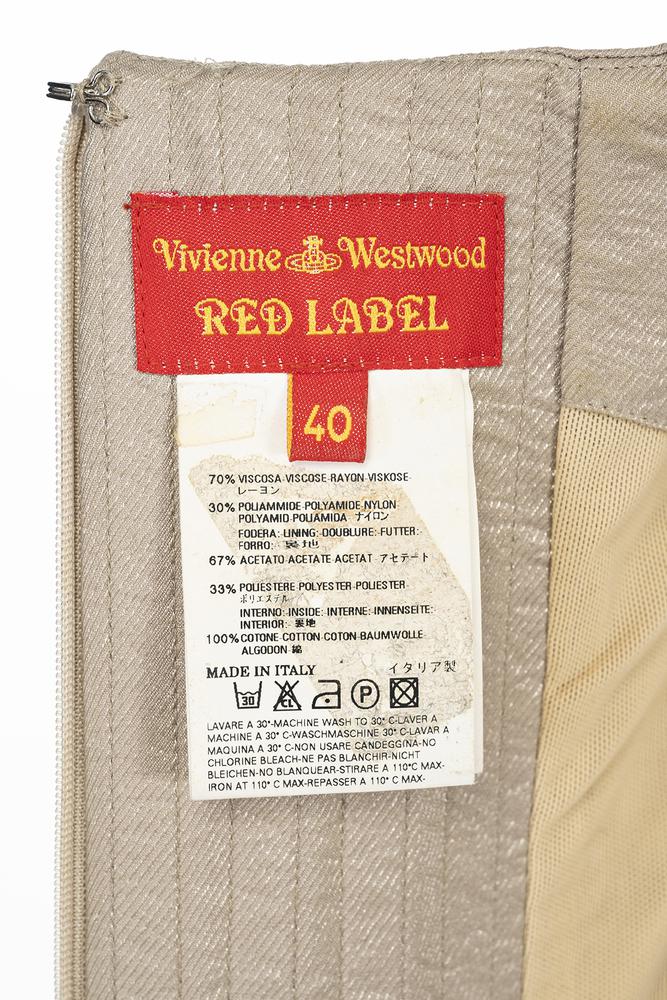 Vivienne Westwood
RED LABEL
40
70% VISCOSA-VISCOSE-RAYON-VISKOSE-
レーヨン
30% POLIAMMIDE-POLYAMIDE-NYLON
POLYAMID-POLIAMIDA-ナイロン
FODERA: LINING: DOUBLURE: FUTTER:
FORRO: 裏地
67% ACETATO ACETATE ACETAT アセテート
33% POLIESTERE POLYESTER-POLIESTER-
ポリエステル
INTERNO: INSIDE: INTERNE: INNENSEITE:
INTERIOR: 裏地
100% COTONE-COTTON-COTON-BAUMWOLLE
ALGODON-綿
MADE IN ITALY イタリア製
30 CL P
LAVARE A 30°-MACHINE WASH TO 30° C-LAVER A
MACHINE A 30° C-WASCHMASCHINE 30° C-LAVAR A
MAQUINA A 30° C-NON USARE CANDEGGINA-NO
CHLORINE BLEACH-NE PAS BLANCHIR-NICHT
BLEICHEN-NO BLANQUEAR-STIRARE A 110° C MAX-
IRON AT 110° C MAX-REPASSER A 110° C MAX-